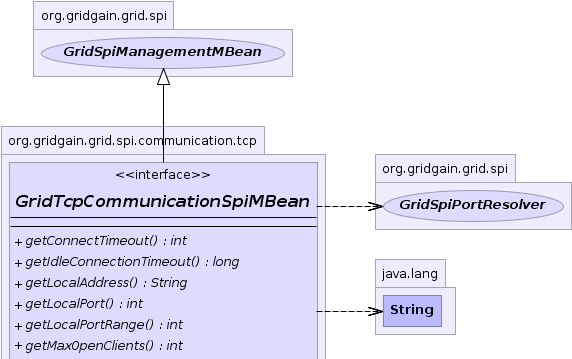 org.gridgain.grid.spi
GridSpiManagementMBean
org.gridgain.grid.spi.communication.tcp
<<interface>>
GridTcpCommunicationSpiMBean
+ getConnectTimeout() : int
+ getIdleConnectionTimeout() : long
+ getLocalAddress() : String
+ getLocalPort() : int
+ getLocalPortRange() : int
+ getMaxOpenClients() : int
org.gridgain.grid.spi
GridSpiPortResolver
java.lang
String